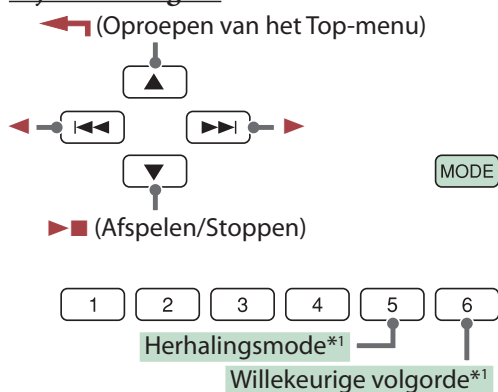 (Oproepen van het Top-menu)
MODE
(Afspelen/Stoppen)
1 2 3 4 5 6
Herhalingsmode*1
Willekeurige volgorde*1